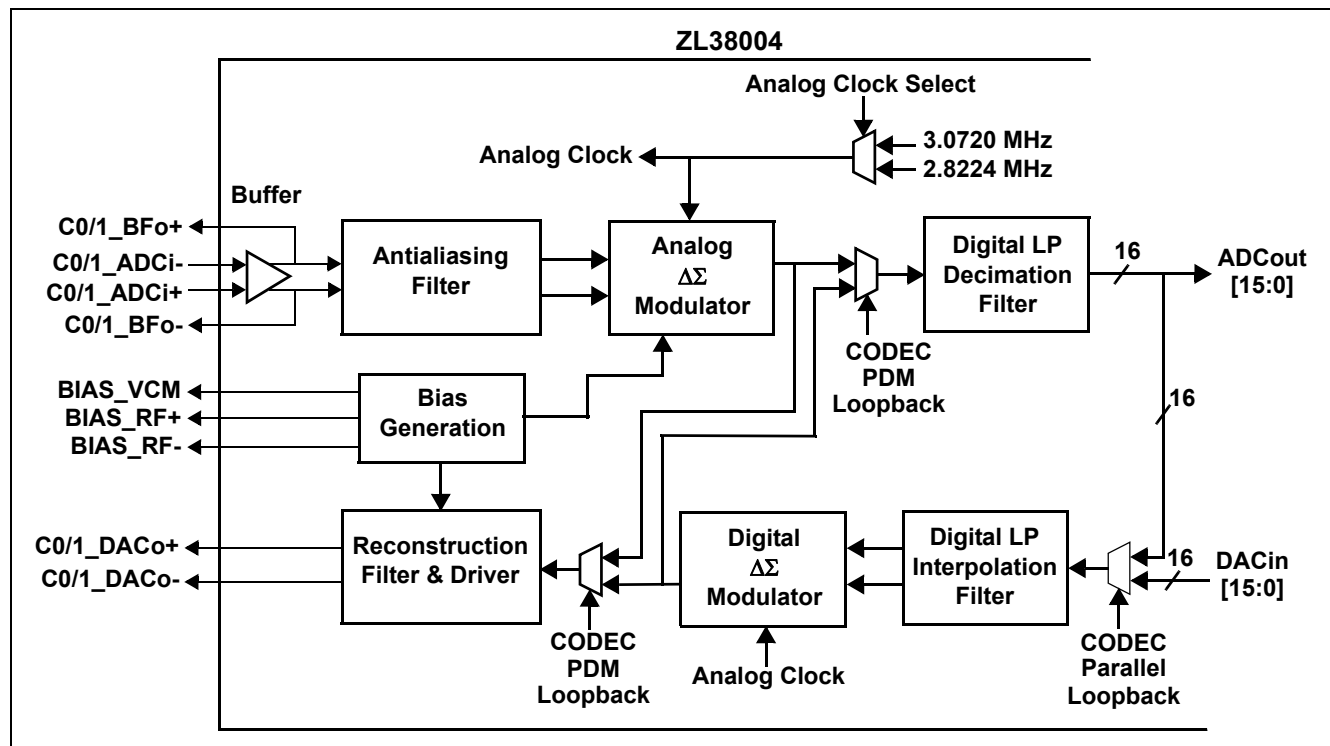 ZL38004
Analog Clock Select
3.0720 MHz
2.8224 MHz
Analog Clock
Buffer
C0/1_BFo+
C0/1_ADCi-
C0/1_ADCi+
C0/1_BFo-
Antialiasing
Filter
Analog
ΔΣ
Modulator
Digital LP
Decimation
Filter
16
ADCout
[15:0]
CODEC
PDM
Loopback
16
BIAS_VCM
BIAS_RF+
BIAS_RF-
Bias
Generation
C0/1_DACo+
C0/1_DACo-
Reconstruction
Filter & Driver
CODEC
PDM
Loopback
Digital
ΔΣ
Modulator
Analog Clock
Digital LP
Interpolation
Filter
16
DACin
[15:0]
CODEC
Parallel
Loopback